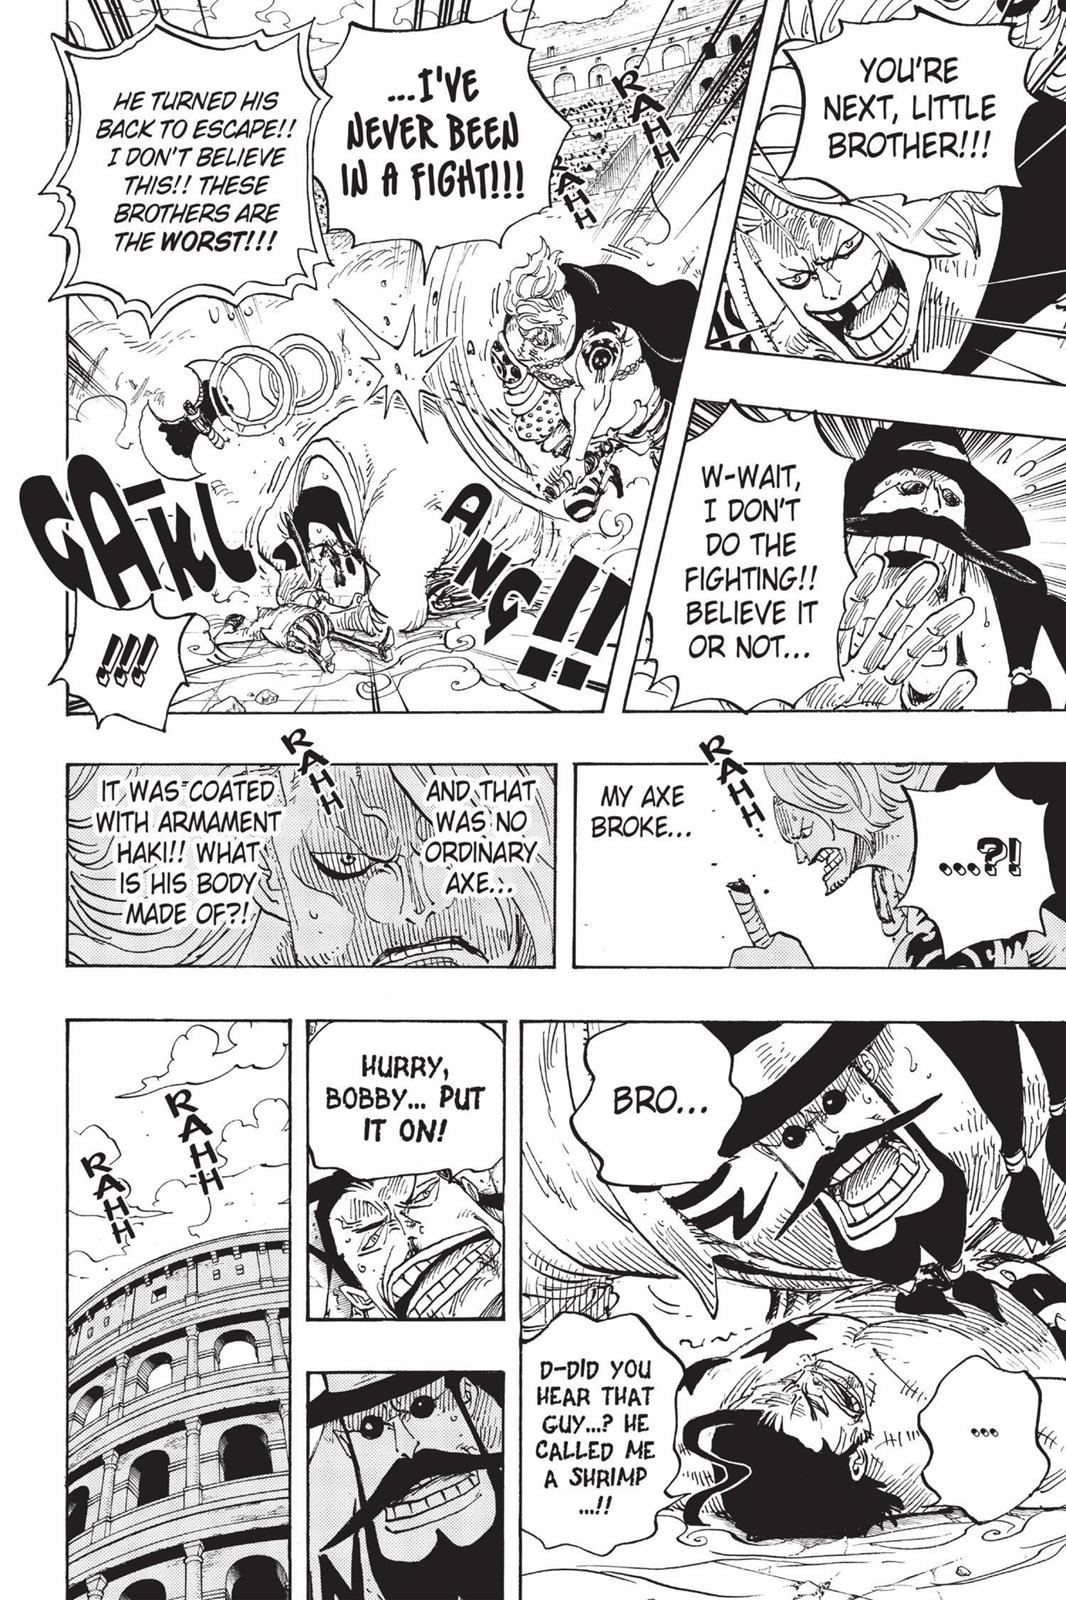 YOU'RE
NEXT, LITTLE
BROTHER!!!
RAHH
RAHH
...I'VE
NEVER BEEN
IN A FIGHT!!!
HE TURNED HIS
BACK TO ESCAPE!!
I DON'T BELIEVE
THIS!! THESE
BROTHERS ARE
THE WORST!!!
W-WAIT,
I DON'T
DO THE
FIGHTING!!
BELIEVE IT
OR NOT...
GAIKL
ANG!!
!!!
...?!
RAHH
MY AXE
BROKE...
RAHH
AND THAT
WAS NO
ORDINARY
AXE...
IT WAS COATED
WITH ARMAMENT
HAKI!! WHAT
IS HIS BODY
MADE OF?!
BRO...
...
D-DID YOU
HEAR THAT
GUY...? HE
CALLED ME
A SHRIMP
...!!
HURRY,
BOBBY... PUT
IT ON!
RAHH
RAHH